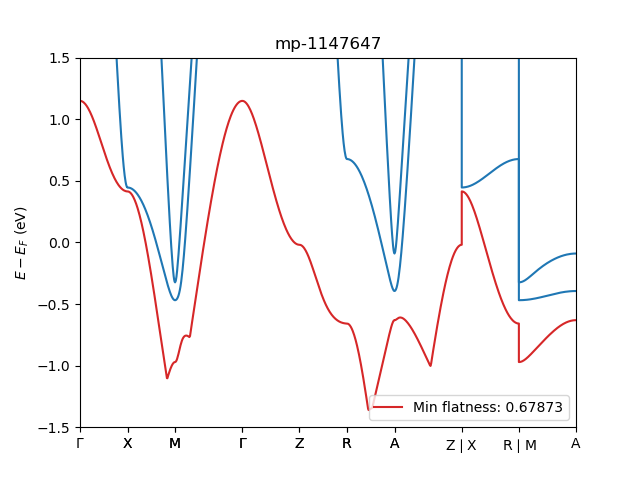 mp-1147647
E − E_F (eV)
1.5
1.0
0.5
0.0
−0.5
−1.0
−1.5
Min flatness: 0.67873
Γ X M Γ Z R A Z | X R | M A